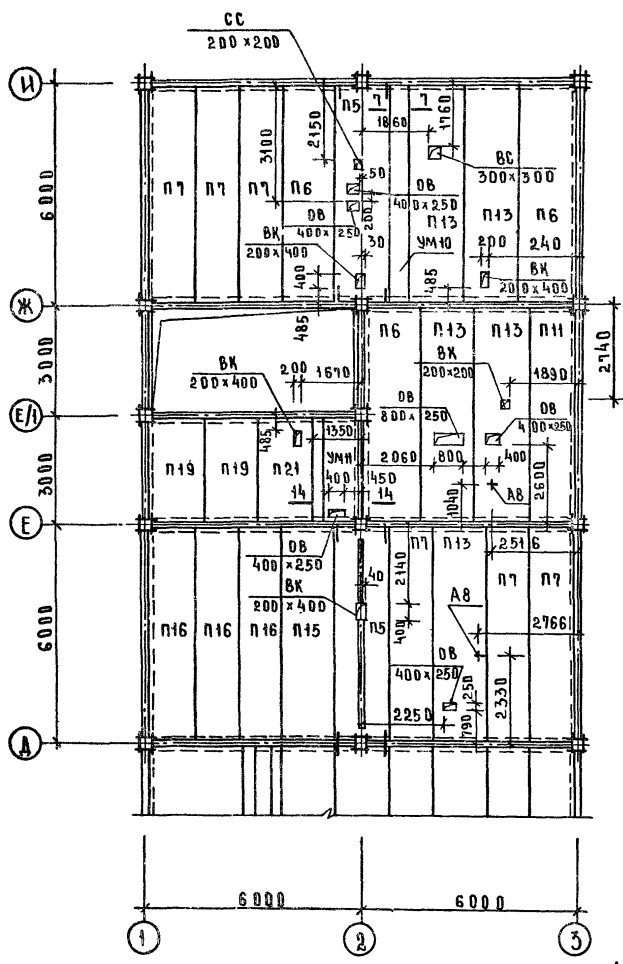 СС
200 × 200
И
П5
7
7
1860
1760
2150
3100
50
ВС
300 × 300
6000
П7
П7
П7
П6
ОВ
400 × 250
200
П13
П13
П6
ОВ
400 × 250
ВК
200 × 400
30
УМ10
200
240
400
485
ВК
200 × 400
Ж
485
П6
П13
П13
П11
3000
2740
ВК
200 × 400
200
1670
ВК
200 × 200
1890
ОВ
800 × 250
ОВ
400 × 250
Е/1
485
1350
П19
П19
П21
УМ11
2060
800
400
3000
400
450
14
14
1040
А8
2600
Е
ОВ
400 × 250
П7
П13
2516
ВК
200 × 400
40
2140
П7
П7
А8
6000
П16
П16
П16
П15
П5
400
2766
ОВ
400 × 250
250
2330
2250
790
Д
6000
6000
1
2
3